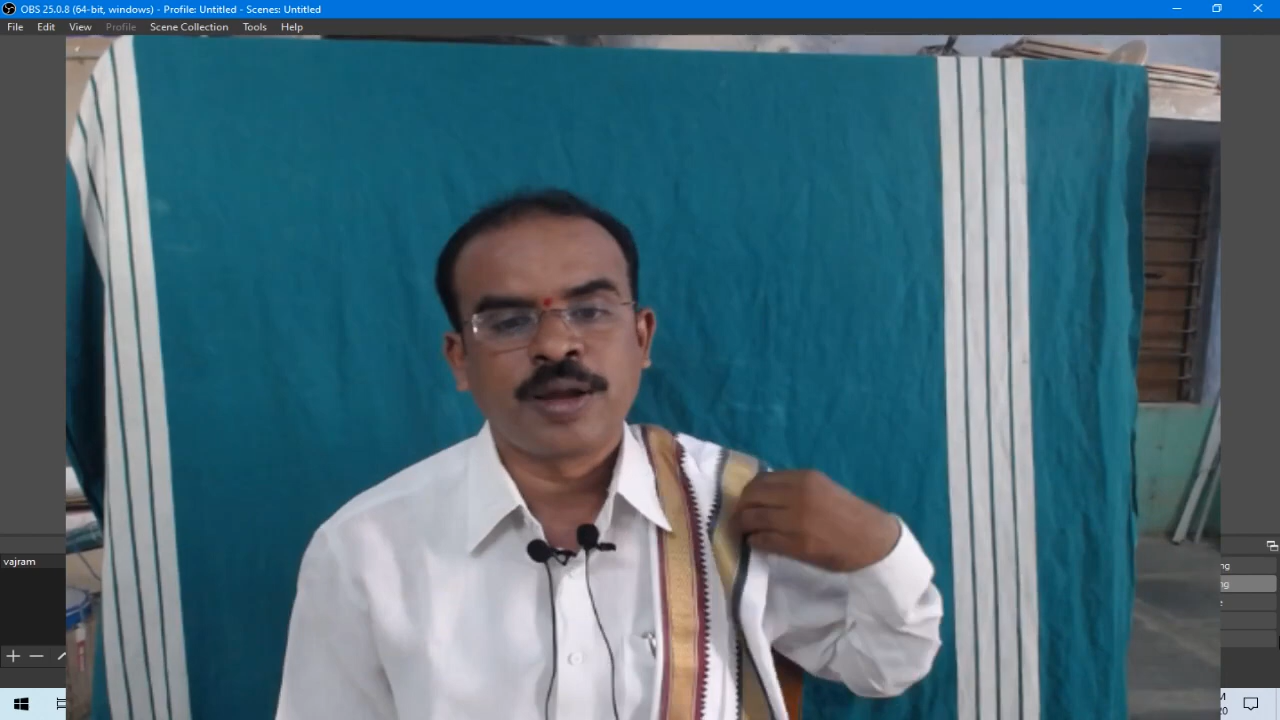 OBS 25.0.8 (64-bit, windows) - Profile: Untitled - Scenes: Untitled
File Edit View Profile Scene Collection Tools Help
vajram